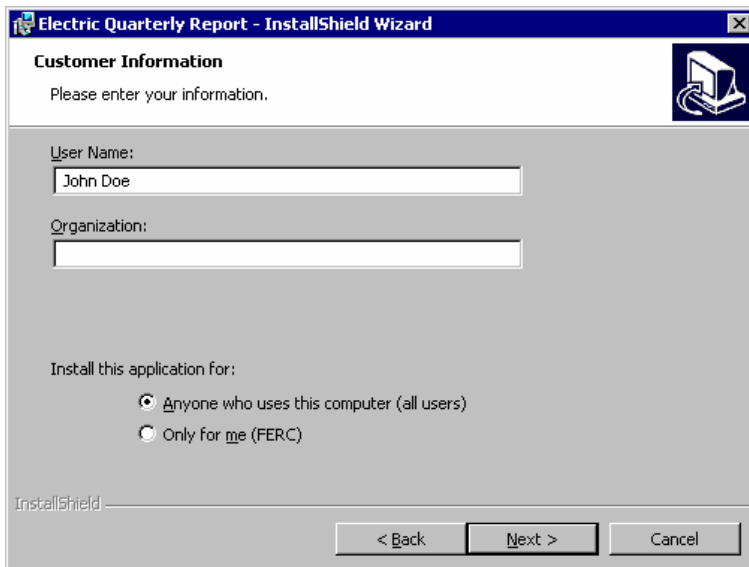 Electric Quarterly Report - InstallShield Wizard
Customer Information
Please enter your information.
User Name:
John Doe
Organization:
Install this application for:
Anyone who uses this computer (all users)
Only for me (FERC)
InstallShield
< Back Next > Cancel